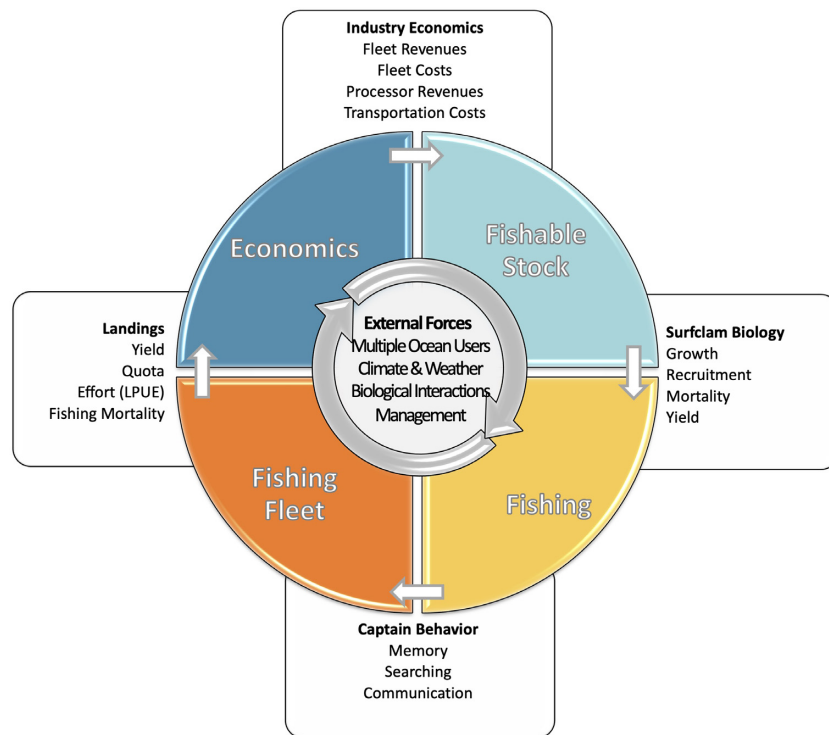 Industry Economics
Fleet Revenues
Fleet Costs
Processor Revenues
Transportation Costs
Economics
Fishable
Stock
External Forces
Multiple Ocean Users
Climate & Weather
Biological Interactions
Management
Landings
Yield
Quota
Effort (LPUE)
Fishing Mortality
Surfclam Biology
Growth
Recruitment
Mortality
Yield
Fishing
Fleet
Fishing
Captain Behavior
Memory
Searching
Communication